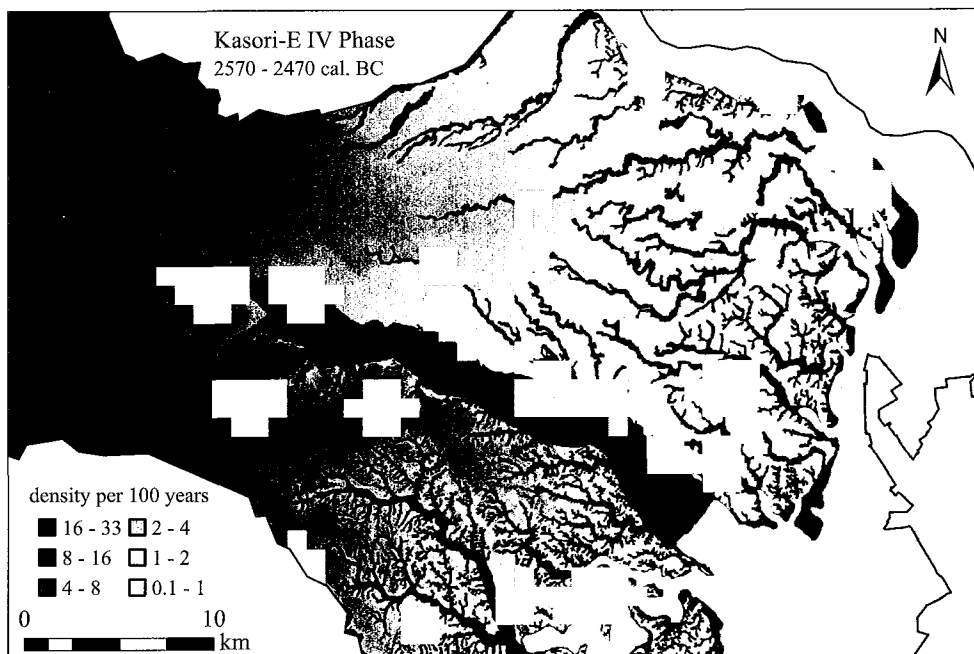 Kasori-E IV Phase
2570 - 2470 cal. BC
N
density per 100 years
16 - 33 2 - 4
8 - 16 1 - 2
4 - 8 0.1 - 1
0 10
km